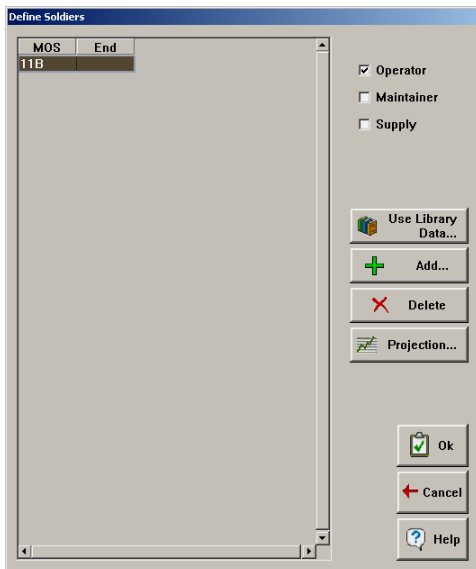 Define Soldiers
MOS End
11B
Operator
Maintainer
Supply
Use Library
Data...
Add...
Delete
Projection...
Ok
Cancel
Help